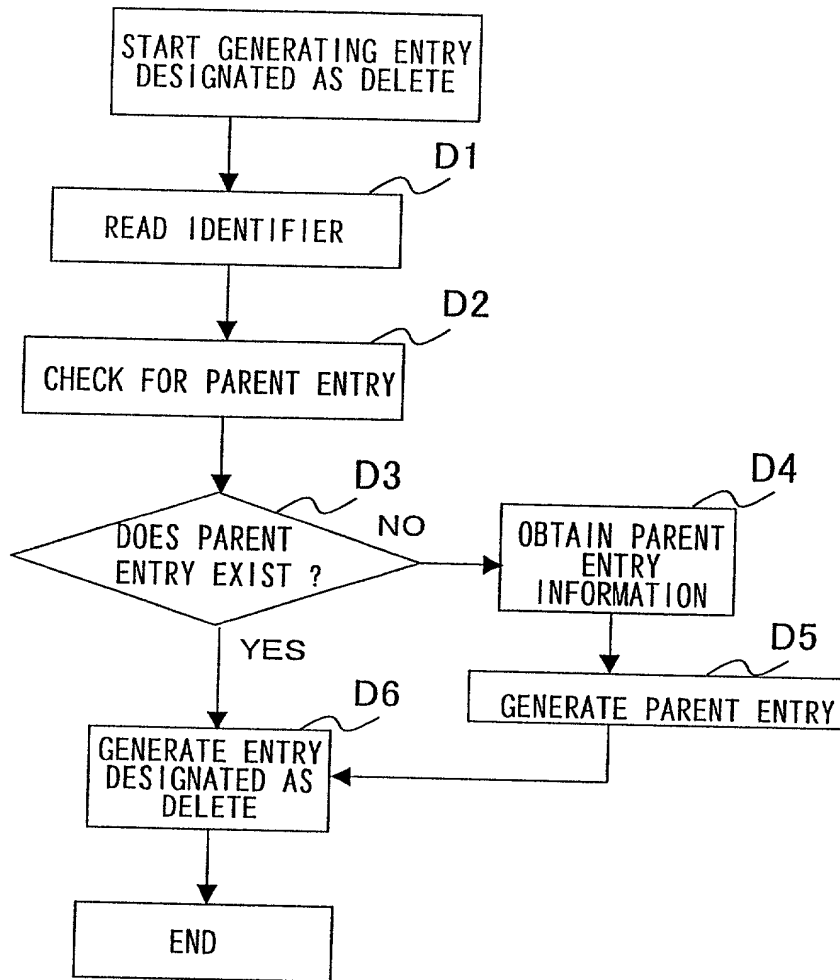 START GENERATING ENTRY
DESIGNATED AS DELETE
D1
READ IDENTIFIER
D2
CHECK FOR PARENT ENTRY
D3
DOES PARENT
ENTRY EXIST ?
NO
D4
OBTAIN PARENT
ENTRY
INFORMATION
YES
D5
GENERATE PARENT ENTRY
D6
GENERATE ENTRY
DESIGNATED AS
DELETE
END